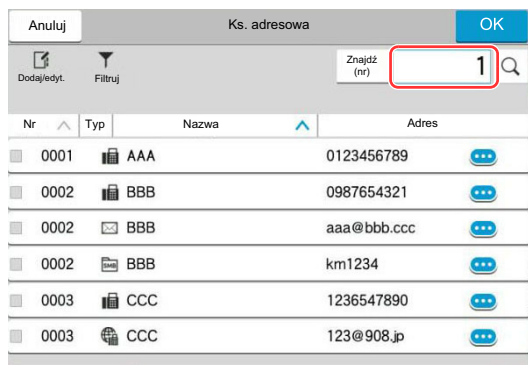 Anuluj Ks. adresowa OK
Dodaj/edyt. Filtruj Znajdź (nr) 1
Nr Typ Nazwa Adres
0001 AAA 0123456789
0002 BBB 0987654321
0002 BBB aaa@bbb.ccc
0002 SMB BBB km1234
0003 CCC 1236547890
0003 CCC 123@908.jp